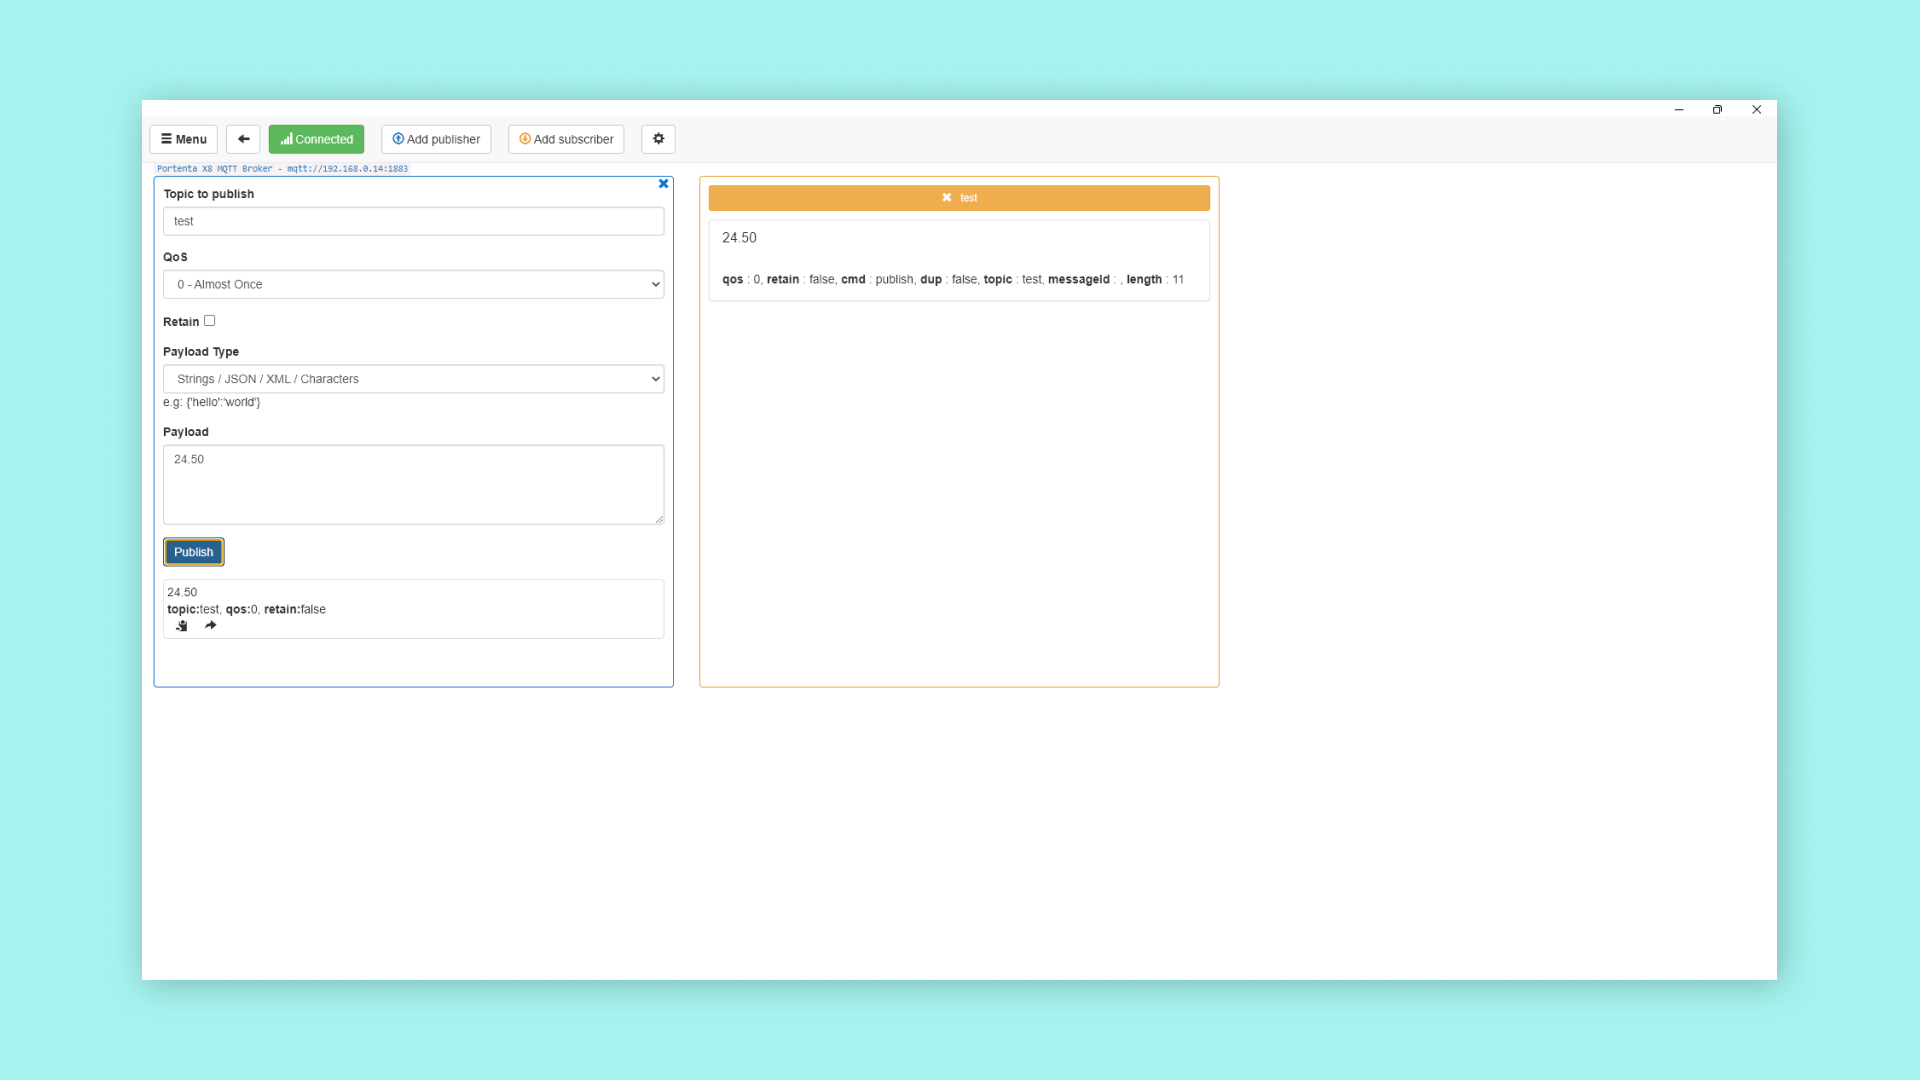 Menu
Connected
Add publisher
Add subscriber
Portenta X8 MQTT Broker - mqtt://192.168.0.14:1883
Topic to publish
test
QoS
0 - Almost Once
Retain
Payload Type
Strings / JSON / XML / Characters
e.g: {'hello':'world'}
Payload
24.50
Publish
24.50
topic:test, qos:0, retain:false
test
24.50
qos : 0, retain : false, cmd : publish, dup : false, topic : test, messageId : , length : 11